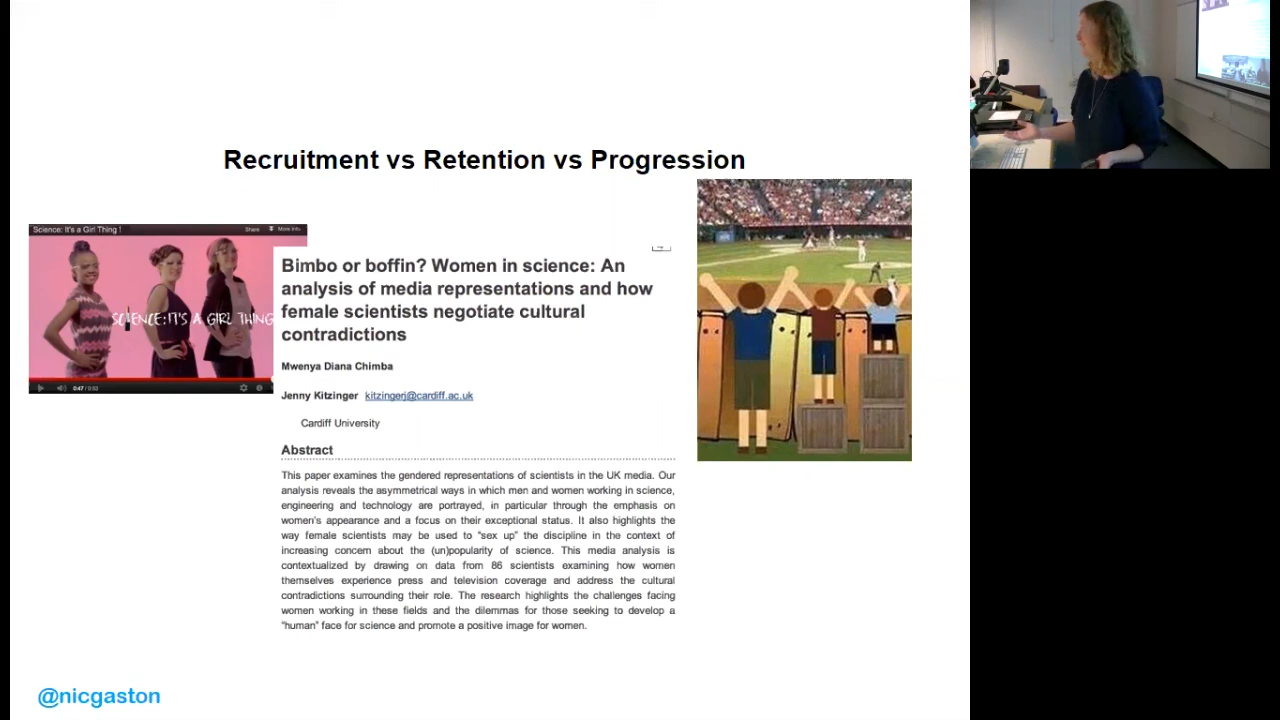 Recruitment vs Retention vs Progression
Science: It's a Girl Thing !
Share
More info
SCIENCE: IT'S A GIRL THING
0:47 / 0:52
Bimbo or boffin? Women in science: An
analysis of media representations and how
female scientists negotiate cultural
contradictions
Mwenya Diana Chimba
Jenny Kitzinger kitzingerj@cardiff.ac.uk
Cardiff University
Abstract
This paper examines the gendered representations of scientists in the UK media. Our
analysis reveals the asymmetrical ways in which men and women working in science,
engineering and technology are portrayed, in particular through the emphasis on
women's appearance and a focus on their exceptional status. It also highlights the
way female scientists may be used to "sex up" the discipline in the context of
increasing concern about the (un)popularity of science. This media analysis is
contextualized by drawing on data from 86 scientists examining how women
themselves experience press and television coverage and address the cultural
contradictions surrounding their role. The research highlights the challenges facing
women working in these fields and the dilemmas for those seeking to develop a
"human" face for science and promote a positive image for women.
@nicgaston